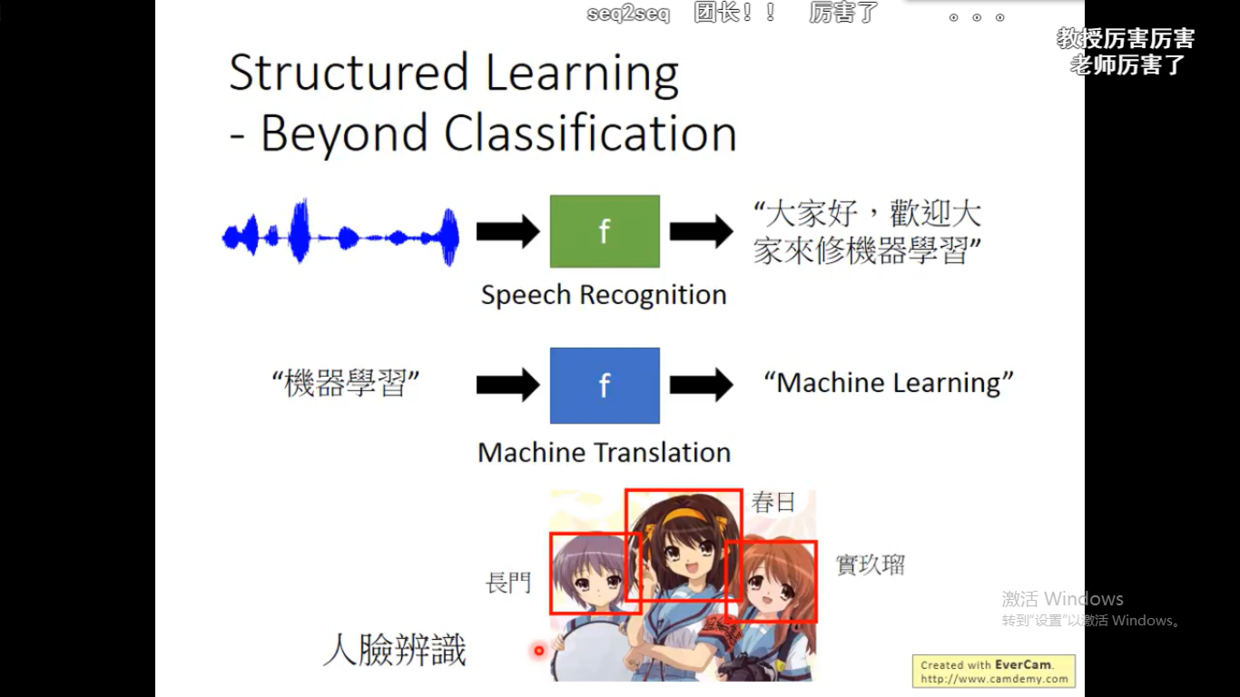 seq2seq 团长！！ 厉害了 。。。
教授厉害厉害
老师厉害了
Structured Learning
- Beyond Classification
f
“大家好，歡迎大
家來修機器學習”
Speech Recognition
“機器學習”
f
“Machine Learning”
Machine Translation
春日
長門
實玖瑠
人臉辨識
激活 Windows
转到“设置”以激活 Windows。
Created with EverCam.
http://www.camdemy.com